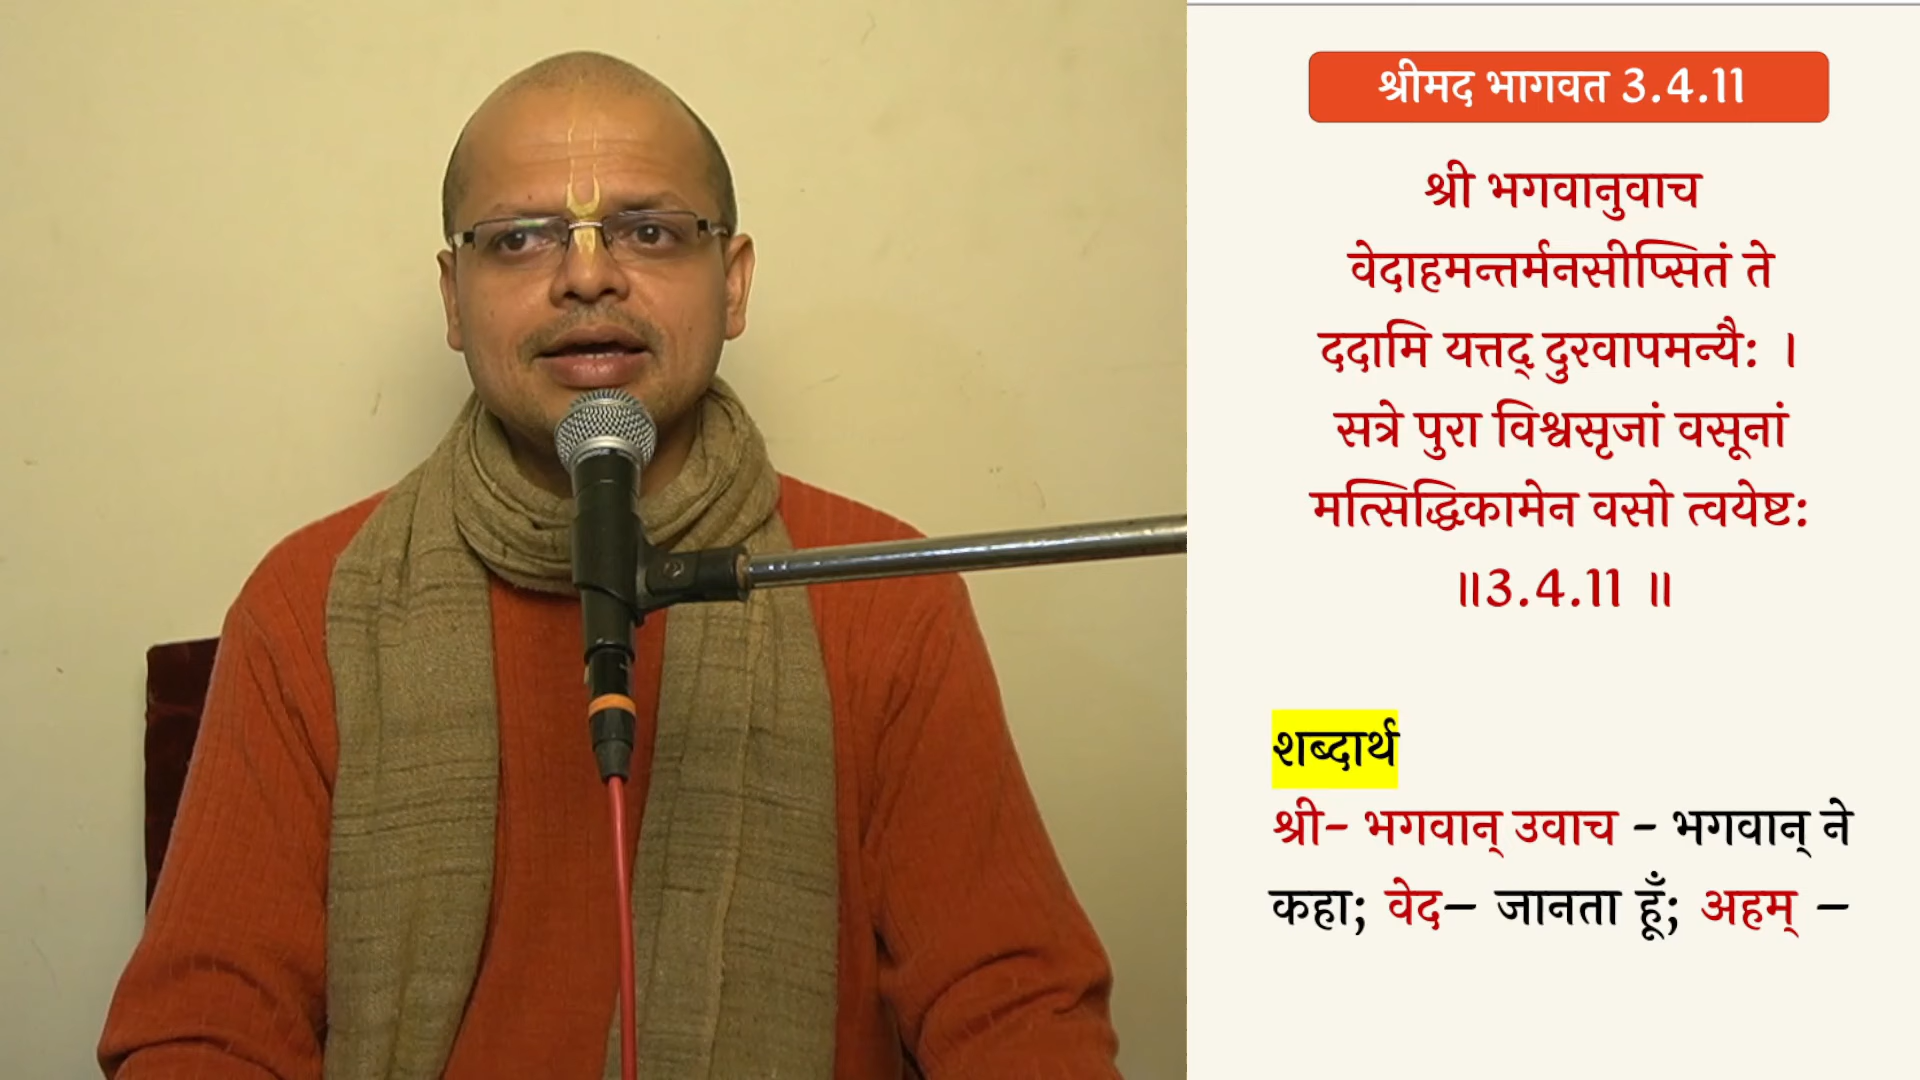 श्रीमद भागवत 3.4.11
श्री भगवानुवाच
वेदाहमन्तर्मनसीप्सितं ते
ददामि यत्तद् दुरवापमन्यै: ।
सत्रे पुरा विश्वसृजां वसूनां
मत्सिद्धिकामेन वसो त्वयेष्ट:
॥3.4.11 ॥
शब्दार्थ
श्री- भगवान् उवाच - भगवान् ने
कहा; वेद– जानता हूँ; अहम् –